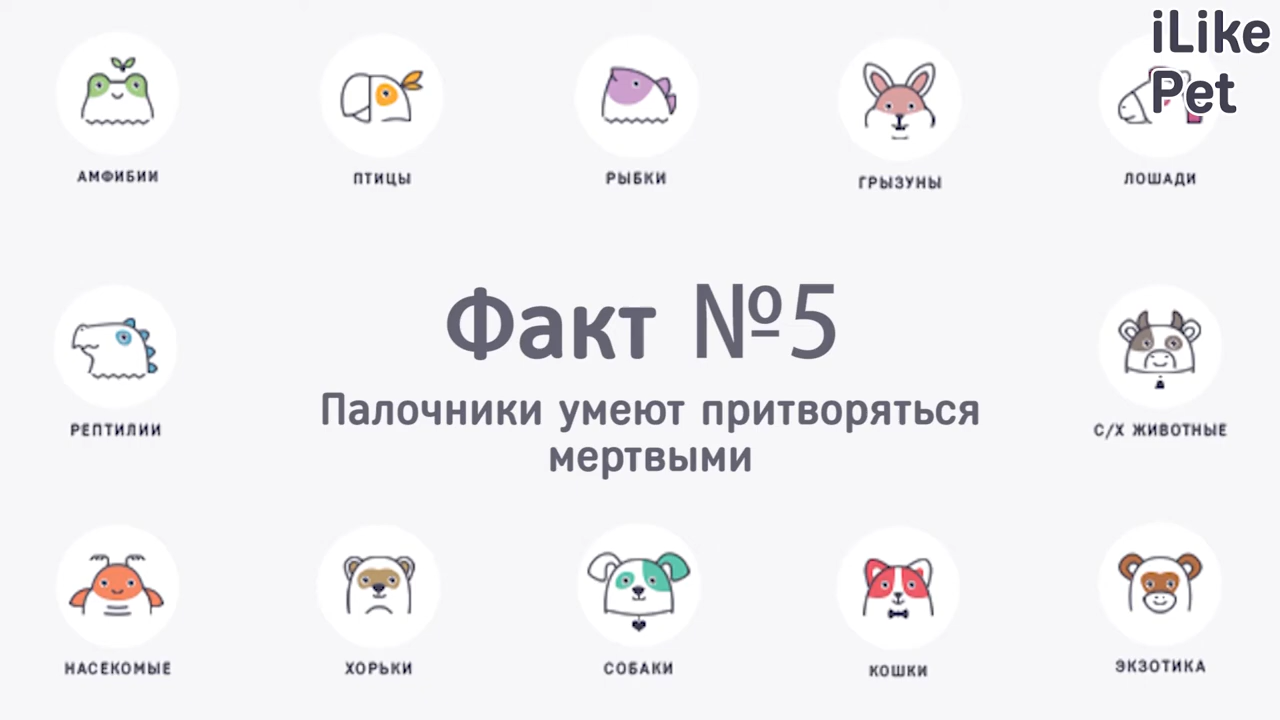 iLike
Pet
АМФИБИИ
ПТИЦЫ
РЫБКИ
ГРЫЗУНЫ
ЛОШАДИ
Факт №5
Палочники умеют притворяться
мертвыми
РЕПТИЛИИ
С/Х ЖИВОТНЫЕ
НАСЕКОМЫЕ
ХОРЬКИ
СОБАКИ
КОШКИ
ЭКЗОТИКА